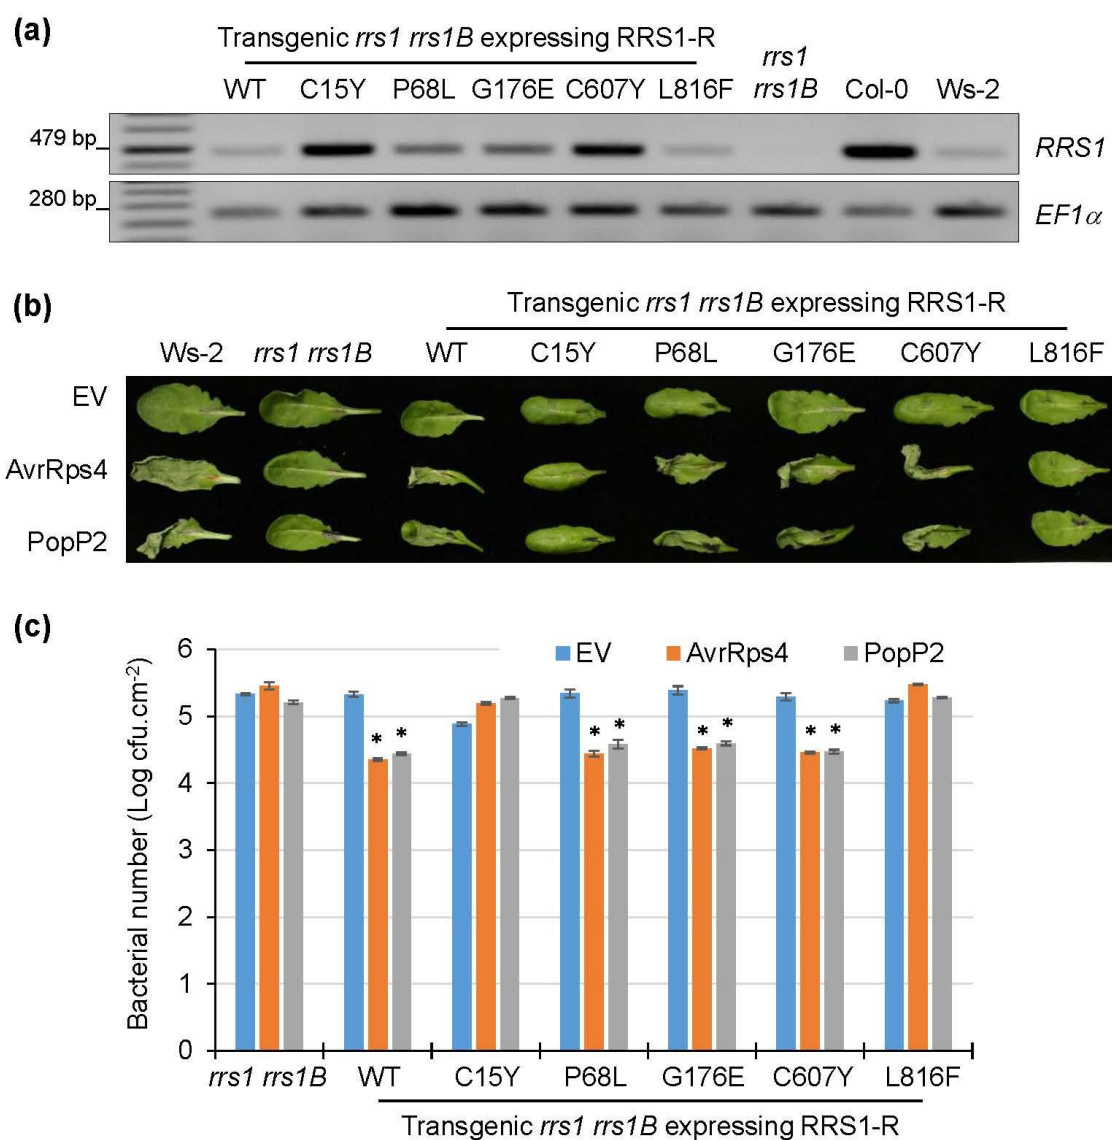 (a)
Transgenic rrs1 rrs1B expressing RRS1-R
rrs1
rrs1B
WT C15Y P68L G176E C607Y L816F Col-0 Ws-2
479 bp
RRS1
280 bp
EF1α
(b)
Transgenic rrs1 rrs1B expressing RRS1-R
Ws-2 rrs1 rrs1B WT C15Y P68L G176E C607Y L816F
EV
AvrRps4
PopP2
(c)
EV AvrRps4 PopP2
Bacterial number (Log cfu.cm-2)
6
5
4
3
2
1
0
* * * * * * * *
rrs1 rrs1B WT C15Y P68L G176E C607Y L816F
Transgenic rrs1 rrs1B expressing RRS1-R